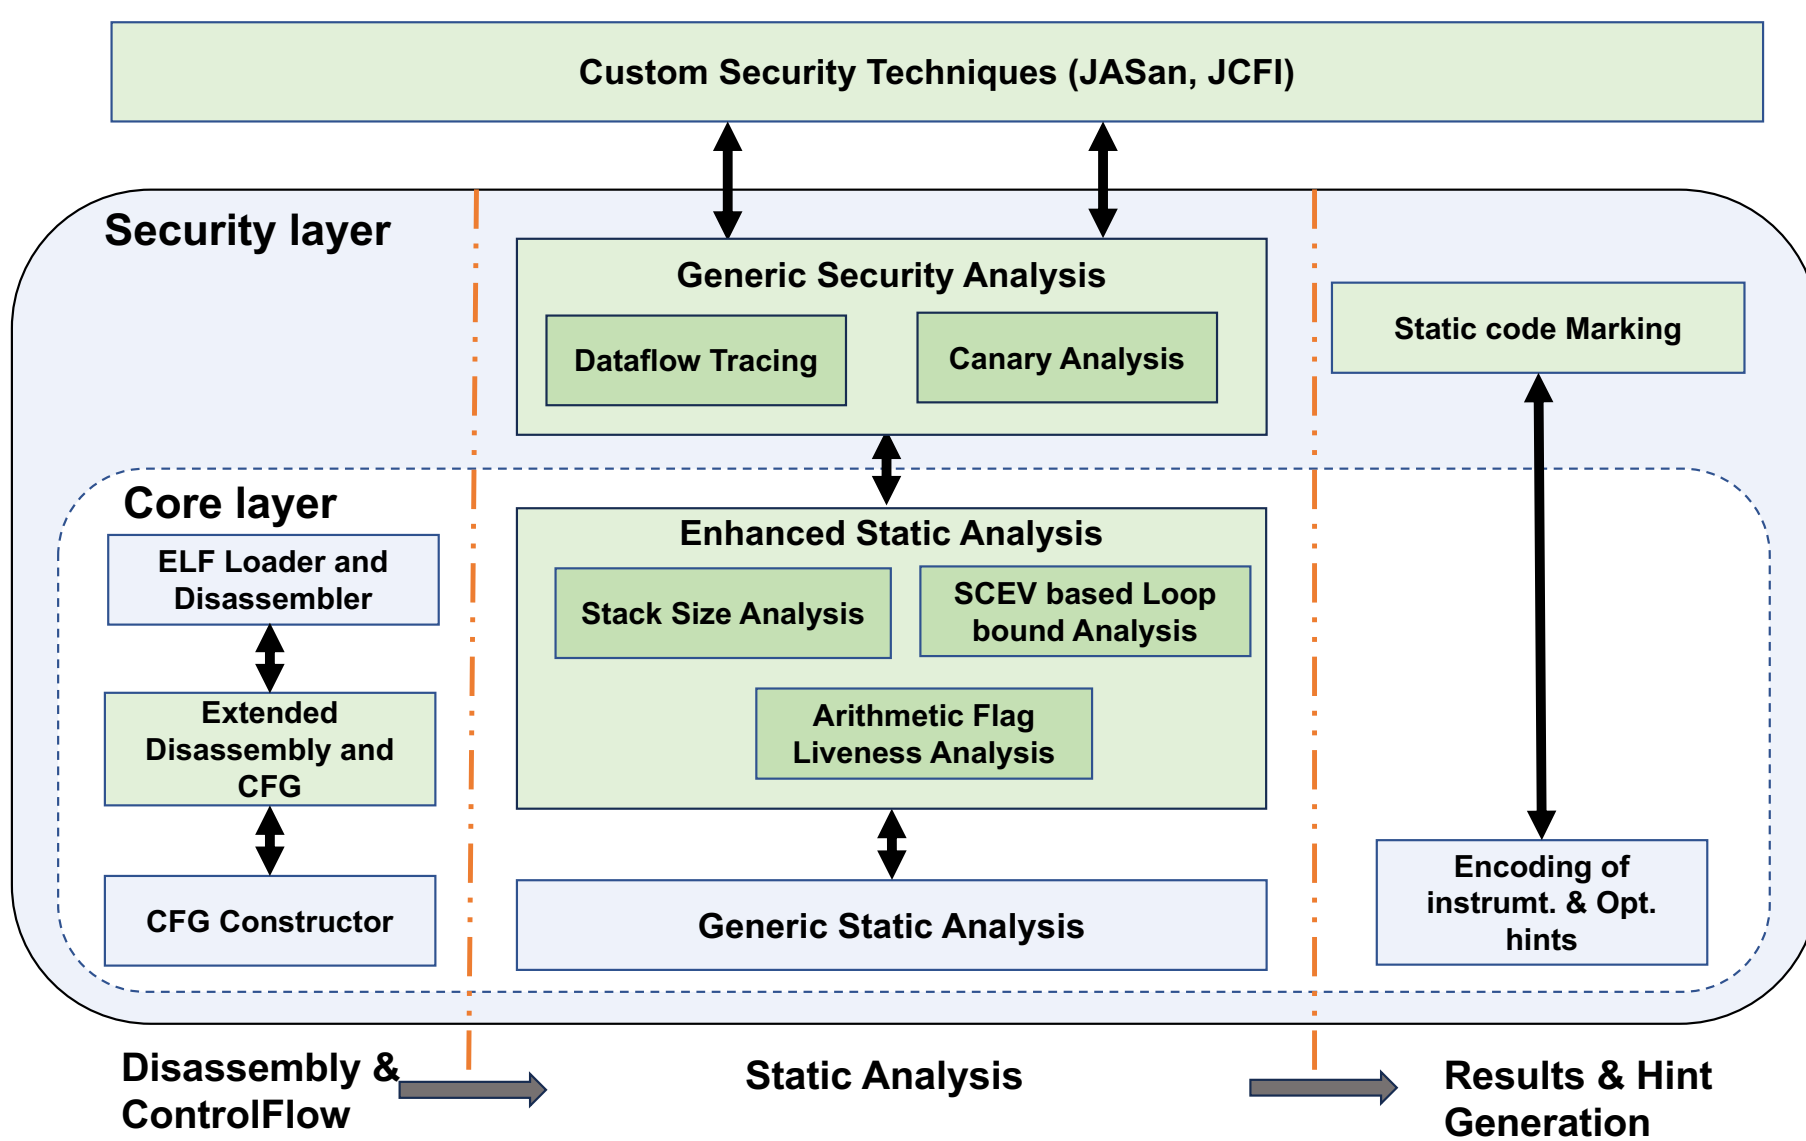 Custom Security Techniques (JASan, JCFI)
Security layer
Generic Security Analysis
Dataflow Tracing
Canary Analysis
Static code Marking
Core layer
ELF Loader and
Disassembler
Extended
Disassembly and
CFG
CFG Constructor
Enhanced Static Analysis
Stack Size Analysis
SCEV based Loop
bound Analysis
Arithmetic Flag
Liveness Analysis
Generic Static Analysis
Encoding of
instrumt. & Opt.
hints
Disassembly &
ControlFlow
Static Analysis
Results & Hint
Generation